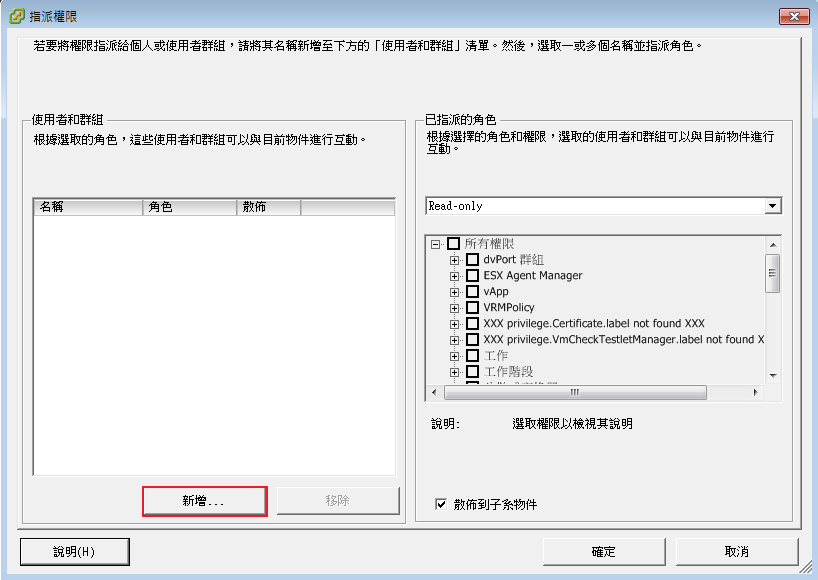 指派權限
若要將權限指派給個人或使用者群組，請將其名稱新增至下方的「使用者和群組」清單。然後，選取一或多個名稱並指派角色。
使用者和群組
根據選取的角色，這些使用者和群組可以與目前物件進行互動。
名稱 角色 散佈
新增...
移除
已指派的角色
根據選擇的角色和權限，選取的使用者和群組可以與目前物件進行
互動。
Read-only
所有權限
dvPort 群組
ESX Agent Manager
vApp
VRMPolicy
XXX privilege.Certificate.label not found XXX
XXX privilege.VmCheckTestletManager.label not found X
工作
工作階段
說明: 選取權限以檢視其說明
散佈到子系物件
說明(H)
確定
取消